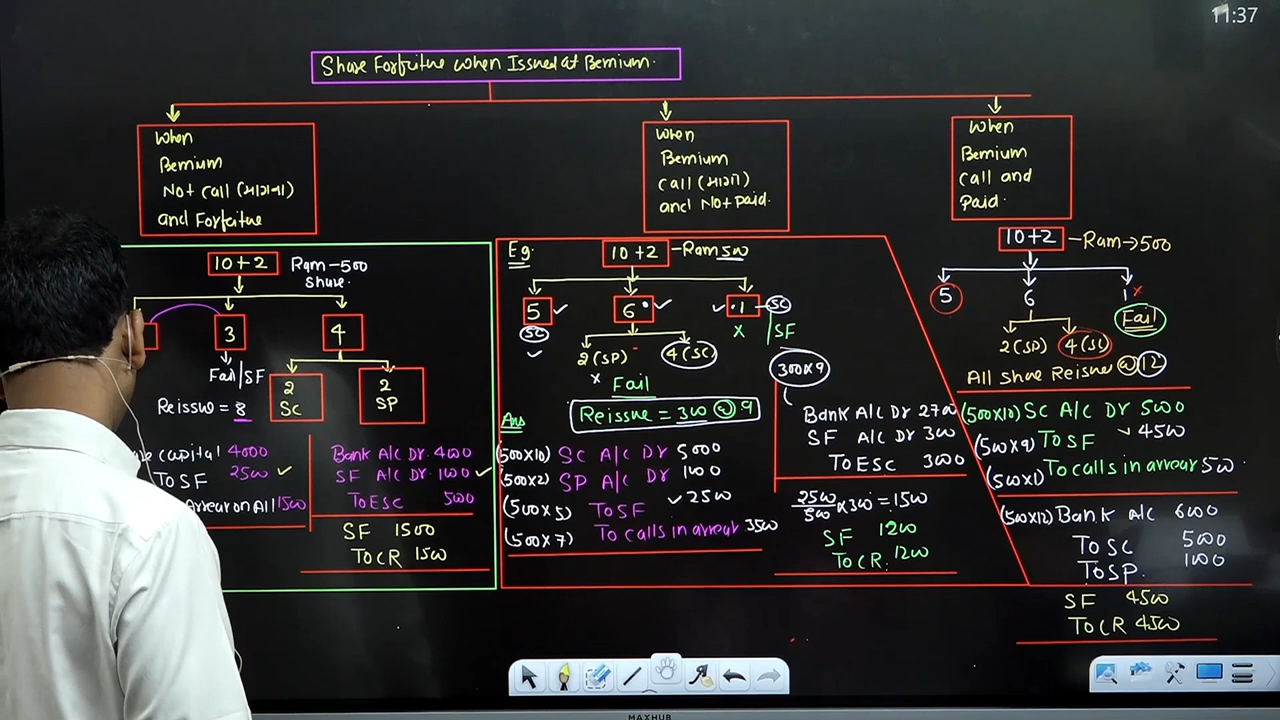 11:37
Share Forfeiture when Issued at Bemium.
When
Bemium
Not call (માગેના)
and Forfeiture
When
Bemium
call (માગે)
and Not paid.
When
Bemium
call and
Paid.
10+2 Ram-500
Share.
3
4
Fail/SF
2
SC
2
SP
Reissue = 8
capital 4000
To SF 2500
Arrear on All 1500
Bank A/c Dr. 4000
SF A/c Dr. 1000
To ESC 5000
SF 1500
To CR 1500
Eg.
10+2 - Ram 500
5
6
1 - SC
SC
X
SF
2(SP)
4(SC)
X
Fail
300x9
Reissue = 300 @ 9
Ans
(500x10) SC A/c Dr 5000
(500x2) SP A/c Dr 1000
(500x5) To SF 2500
(500x7) To calls in arrear 3500
Bank A/c Dr 2700
SF A/c Dr 300
To ESC 3000
2500/500 x 300 = 1500
SF 1200
To CR. 1200
10+2 - Ram → 500
5
6
1 x
Fail
2(SP)
4(SC)
All Share Reisue @ 12
(500x10) SC A/c Dr 5000
(500x9) To SF 4500
(500x1) To calls in arrear 500
(500x12) Bank A/c 6000
To SC 5000
To SP. 1000
SF 4500
To CR 4500
MAXHUB